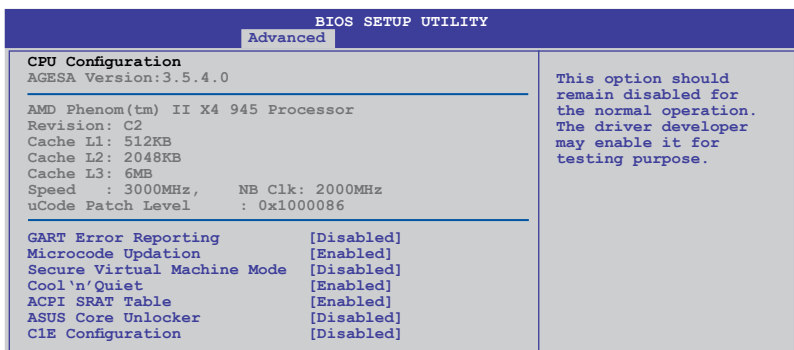 BIOS SETUP UTILITY
Advanced
CPU Configuration
AGESA Version:3.5.4.0
AMD Phenom(tm) II X4 945 Processor
Revision: C2
Cache L1: 512KB
Cache L2: 2048KB
Cache L3: 6MB
Speed : 3000MHz, NB Clk: 2000MHz
uCode Patch Level : 0x1000086
GART Error Reporting [Disabled]
Microcode Updation [Enabled]
Secure Virtual Machine Mode [Disabled]
Cool‘n’Quiet [Enabled]
ACPI SRAT Table [Enabled]
ASUS Core Unlocker [Disabled]
C1E Configuration [Disabled]
This option should
remain disabled for
the normal operation.
The driver developer
may enable it for
testing purpose.